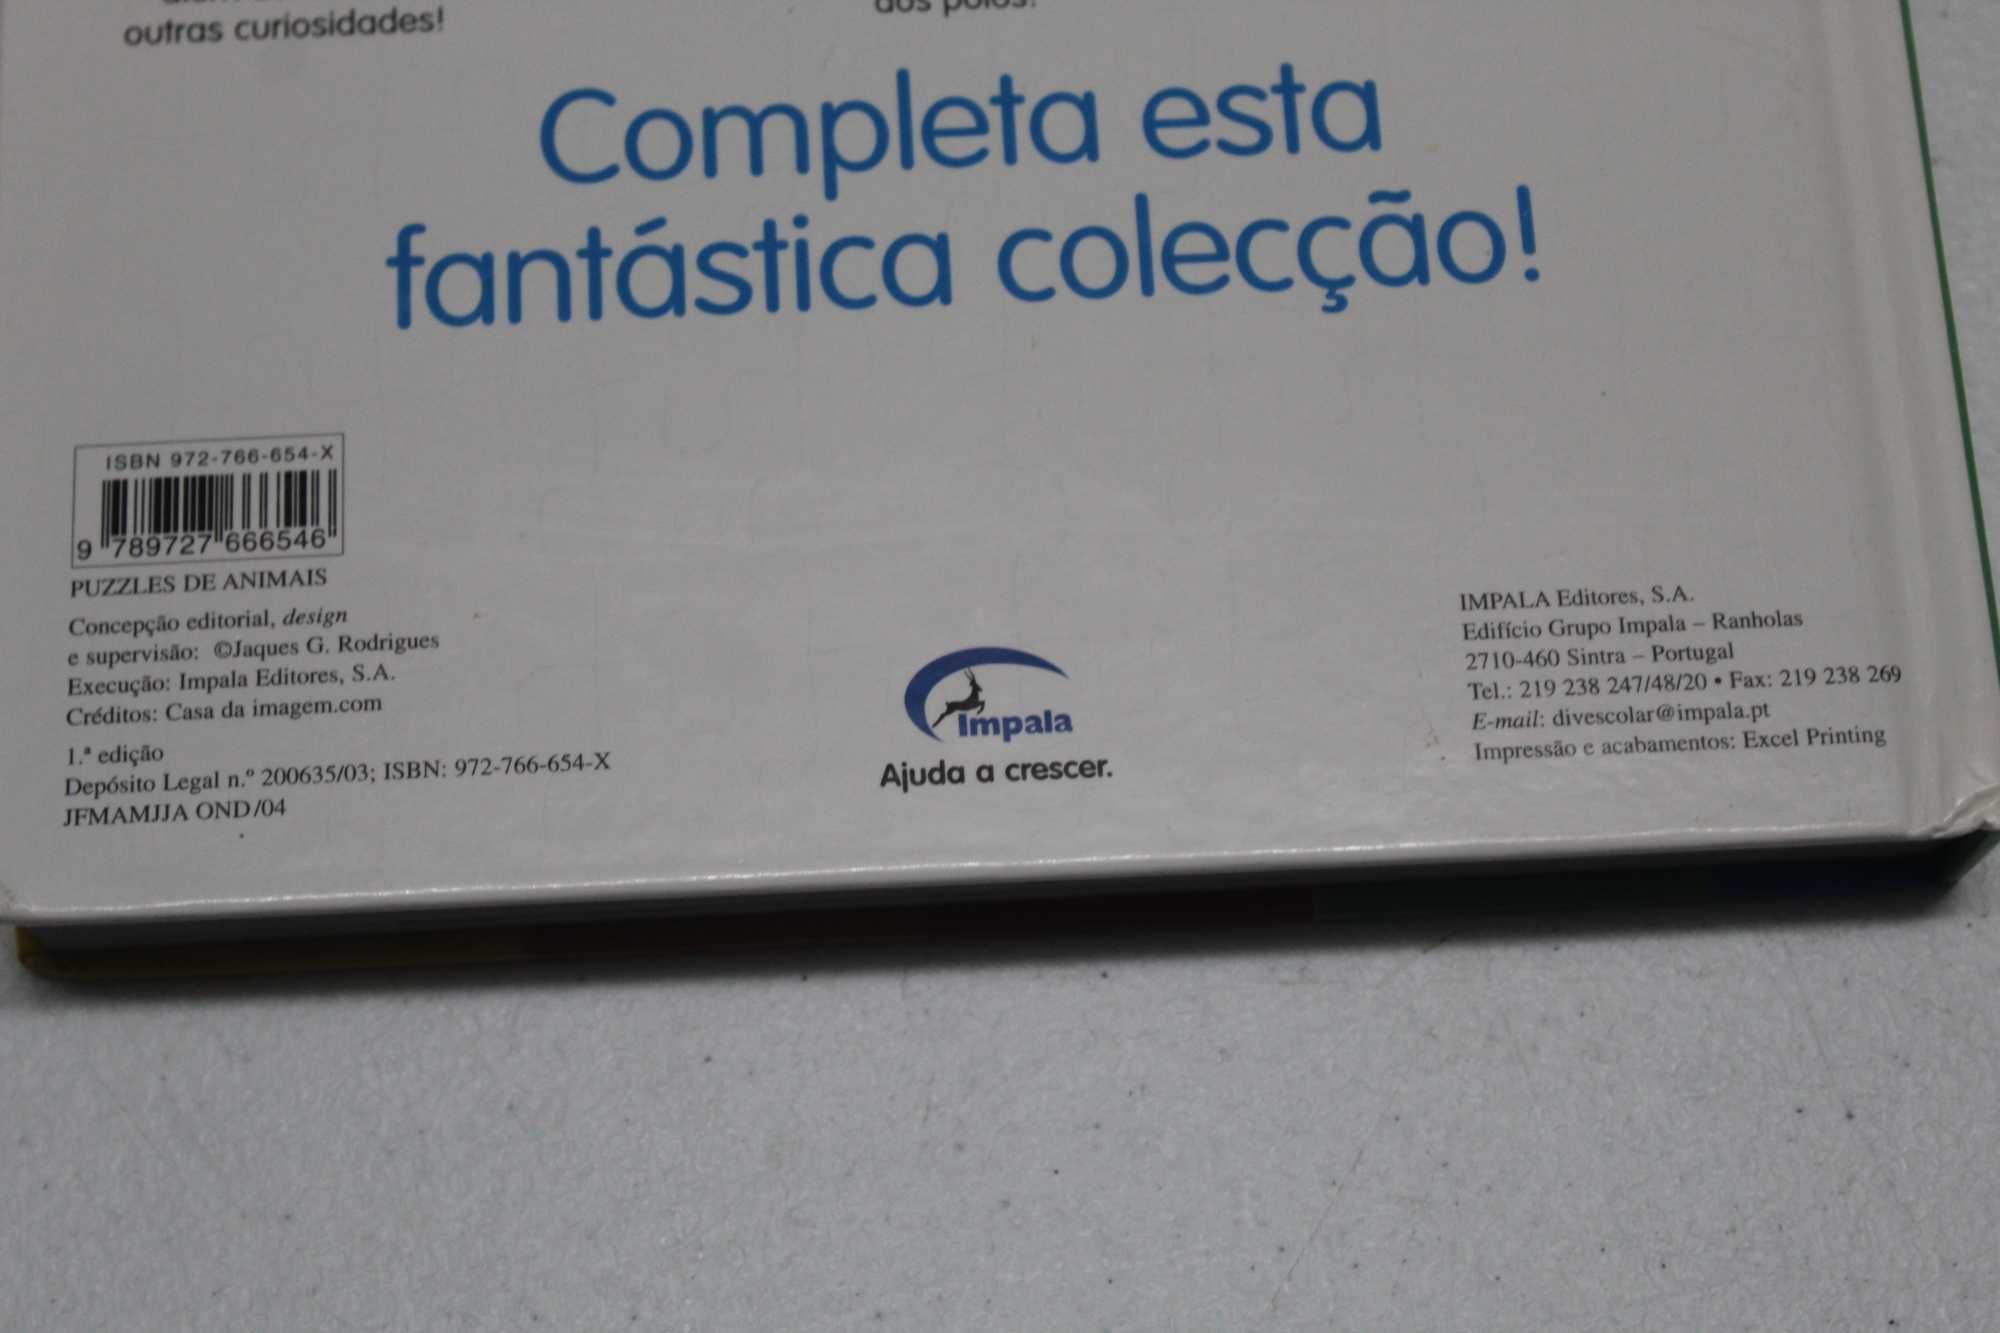 outras curiosidades!
dos pólos!
Completa esta
fantástica colecção!
ISBN 972-766-654-X
9 789727 666546
PUZZLES DE ANIMAIS
Concepção editorial, design
e supervisão: ©Jaques G. Rodrigues
Execução: Impala Editores, S.A.
Créditos: Casa da imagem.com
1.ª edição
Depósito Legal n.º 200635/03; ISBN: 972-766-654-X
JFMAMJJA OND/04
Impala
Ajuda a crescer.
IMPALA Editores, S.A.
Edifício Grupo Impala – Ranholas
2710-460 Sintra – Portugal
Tel.: 219 238 247/48/20 • Fax: 219 238 269
E-mail: divescolar@impala.pt
Impressão e acabamentos: Excel Printing